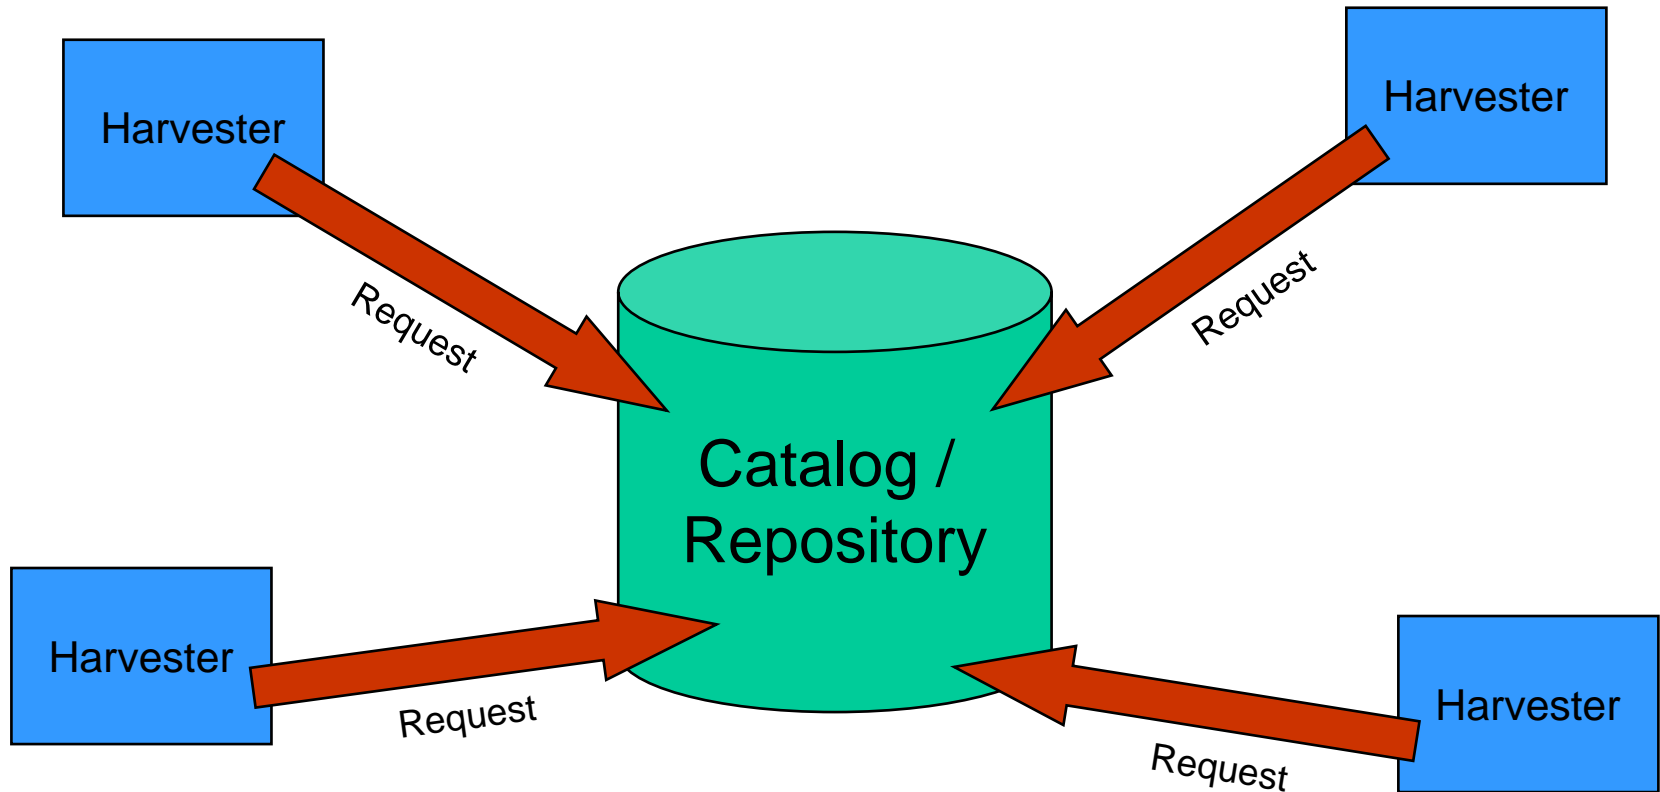 Harvester
Harvester
Request
Request
Catalog /
Repository
Harvester
Request
Harvester
Request